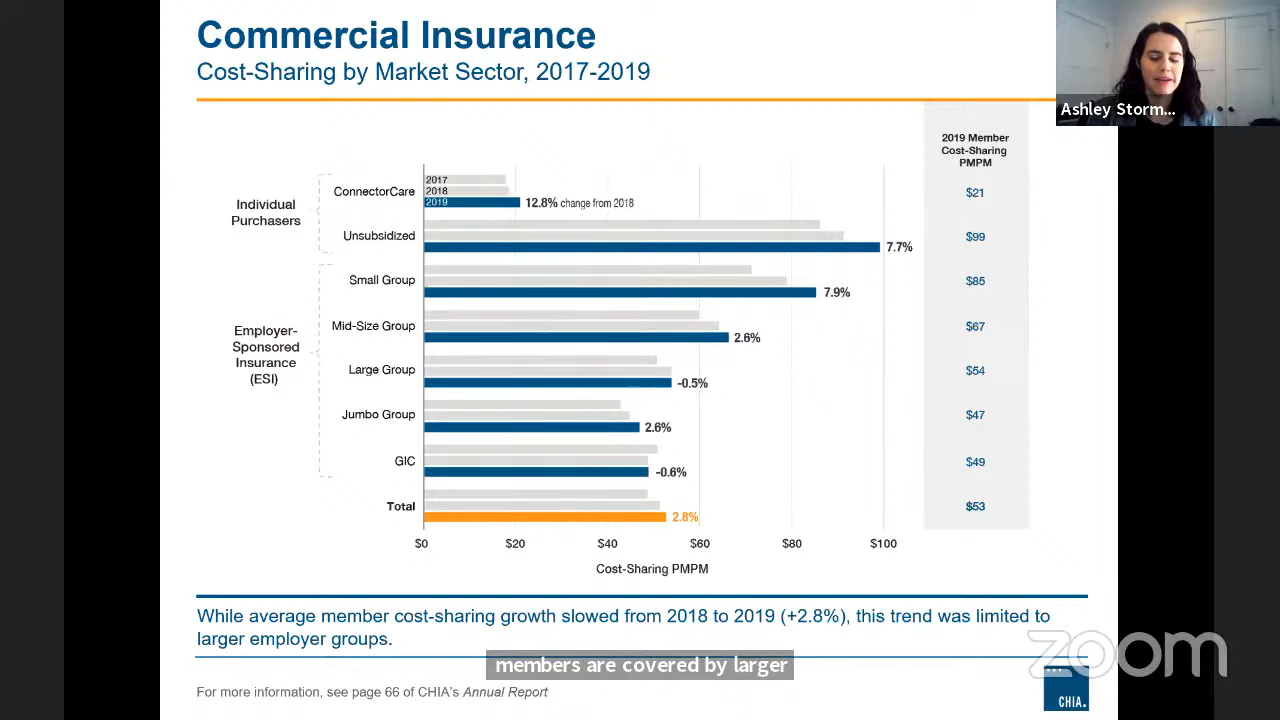 Commercial Insurance
Cost-Sharing by Market Sector, 2017-2019
Ashley Storm...
2019 Member
Cost-Sharing
PMPM
Individual
Purchasers
ConnectorCare
2017
2018
2019
12.8% change from 2018
$21
Unsubsidized
7.7%
$99
Employer-
Sponsored
Insurance
(ESI)
Small Group
7.9%
$85
Mid-Size Group
2.6%
$67
Large Group
-0.5%
$54
Jumbo Group
2.6%
$47
GIC
-0.6%
$49
Total
2.8%
$53
$0 $20 $40 $60 $80 $100
Cost-Sharing PMPM
While average member cost-sharing growth slowed from 2018 to 2019 (+2.8%), this trend was limited to
larger employer groups.
members are covered by larger
zoom
For more information, see page 66 of CHIA's Annual Report
CHIA.